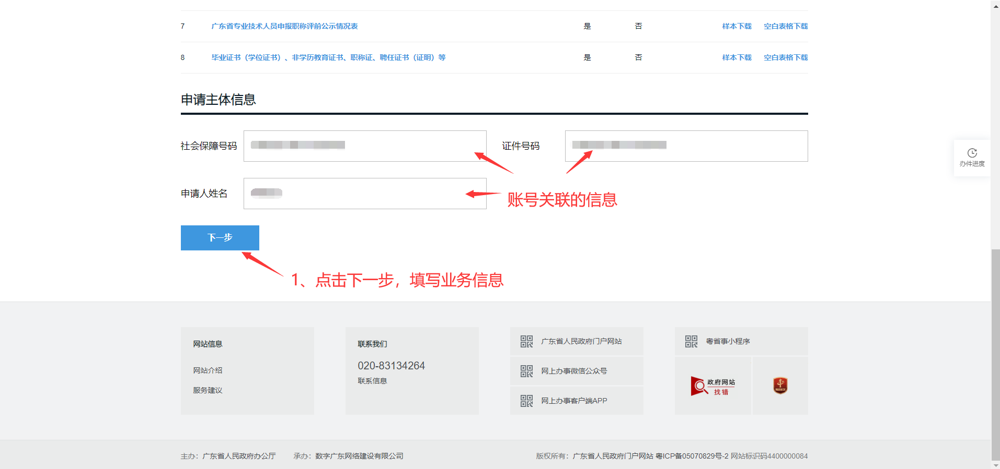 7 广东省专业技术人员申报职称评前公示情况表 是 否 样本下载 空白表格下载
8 毕业证书（学位证书）、非学历教育证书、职称证、聘任证书（证明）等 是 否 样本下载 空白表格下载
申请主体信息
社会保障号码 证件号码
办件进度
申请人姓名
账号关联的信息
下一步
1、点击下一步，填写业务信息
网站信息
网站介绍
服务建议
联系我们
020-83134264
联系信息
广东省人民政府门户网站
网上办事微信公众号
网上办事客户端APP
粤省事小程序
政府网站
找错
主办：广东省人民政府办公厅 承办：数字广东网络建设有限公司 版权所有：广东省人民政府门户网站 粤ICP备05070829号-2 网站标识码4400000084